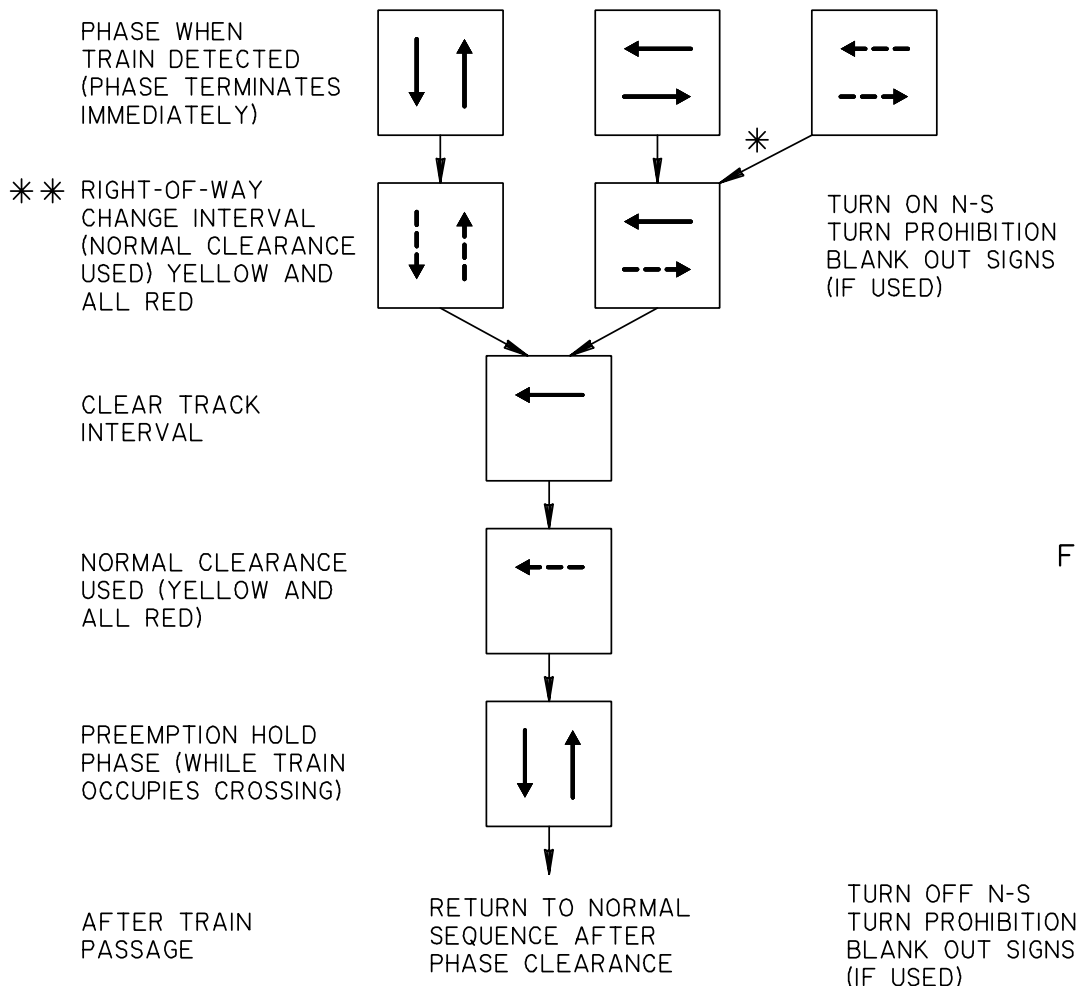 PHASE WHEN
TRAIN DETECTED
(PHASE TERMINATES
IMMEDIATELY)
*
** RIGHT-OF-WAY
CHANGE INTERVAL
(NORMAL CLEARANCE
USED) YELLOW AND
ALL RED
TURN ON N-S
TURN PROHIBITION
BLANK OUT SIGNS
(IF USED)
CLEAR TRACK
INTERVAL
NORMAL CLEARANCE
USED (YELLOW AND
ALL RED)
F
PREEMPTION HOLD
PHASE (WHILE TRAIN
OCCUPIES CROSSING)
AFTER TRAIN
PASSAGE
RETURN TO NORMAL
SEQUENCE AFTER
PHASE CLEARANCE
TURN OFF N-S
TURN PROHIBITION
BLANK OUT SIGNS
(IF USED)